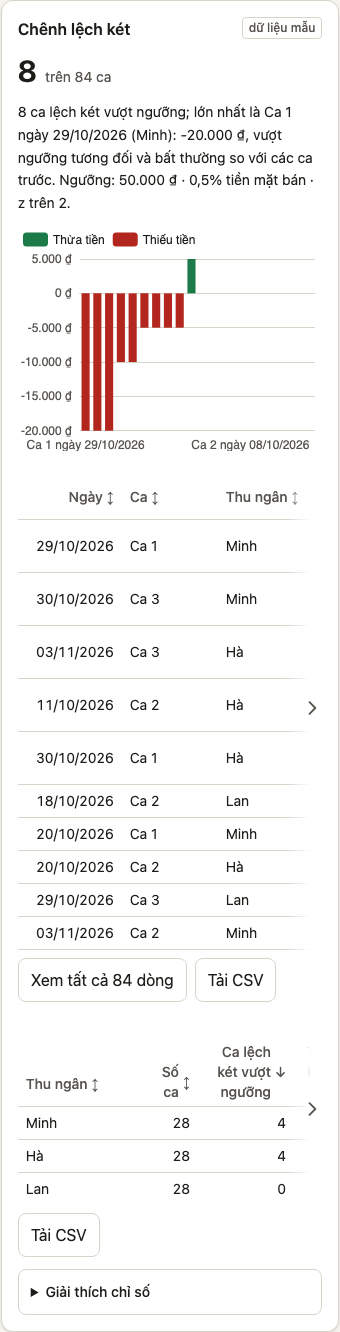 Chênh lệch két
dữ liệu mẫu
8 trên 84 ca
8 ca lệch két vượt ngưỡng; lớn nhất là Ca 1
ngày 29/10/2026 (Minh): -20.000 ₫, vượt
ngưỡng tương đối và bất thường so với các ca
trước. Ngưỡng: 50.000 ₫ · 0,5% tiền mặt bán ·
z trên 2.
Thừa tiền Thiếu tiền
5.000 ₫
0 ₫
-5.000 ₫
-10.000 ₫
-15.000 ₫
-20.000 ₫
Ca 1 ngày 29/10/2026 Ca 2 ngày 08/10/2026
Ngày ↕ Ca ↕ Thu ngân ↕
29/10/2026 Ca 1 Minh
30/10/2026 Ca 3 Minh
03/11/2026 Ca 3 Hà
11/10/2026 Ca 2 Hà
30/10/2026 Ca 1 Hà
18/10/2026 Ca 2 Lan
20/10/2026 Ca 1 Minh
20/10/2026 Ca 2 Hà
29/10/2026 Ca 3 Lan
03/11/2026 Ca 2 Minh
Xem tất cả 84 dòng Tải CSV
Thu ngân ↕ Số ca ↕ Ca lệch két vượt ngưỡng ↓
Minh 28 4
Hà 28 4
Lan 28 0
Tải CSV
▶ Giải thích chỉ số